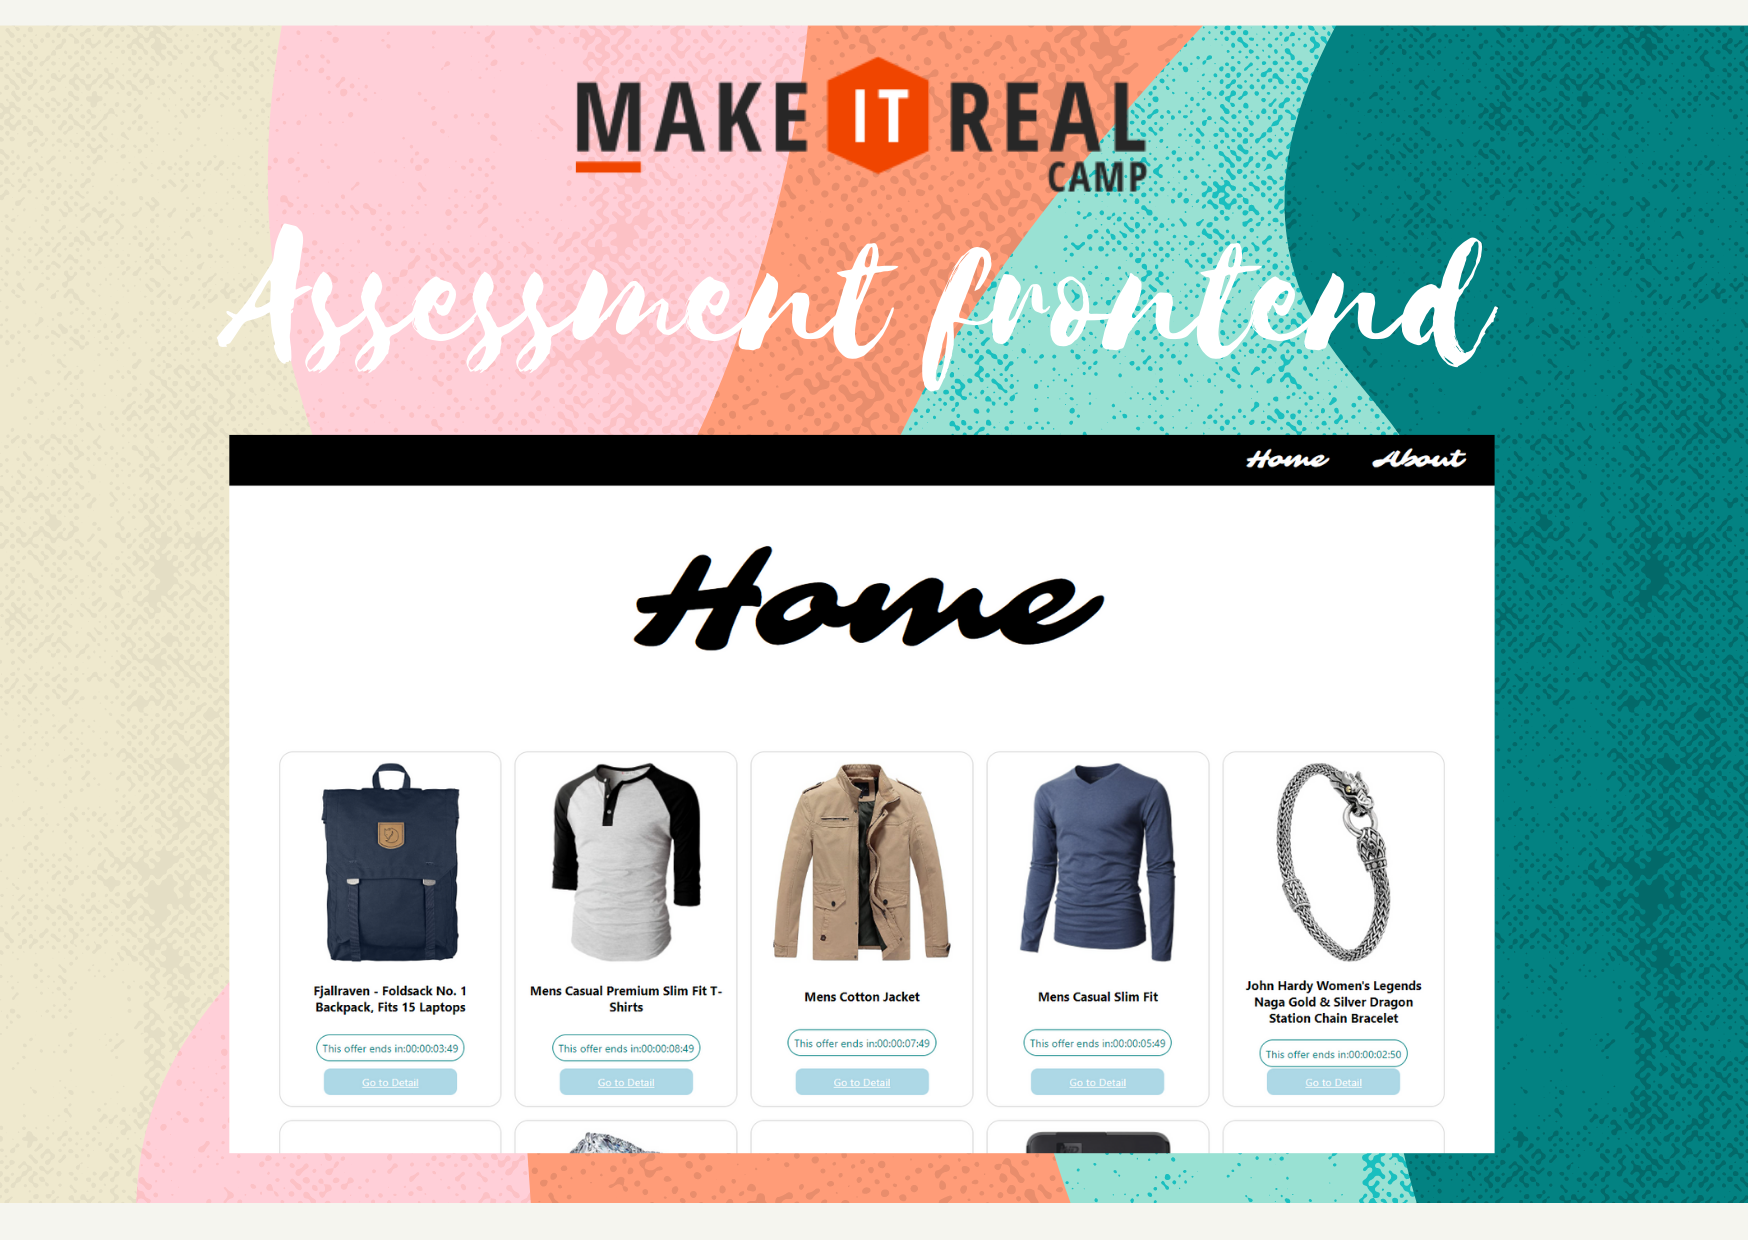 MAKE IT REAL
CAMP
Assessment frontend
Home About
Home
Fjallraven - Foldsack No. 1
Backpack, Fits 15 Laptops
This offer ends in:00:00:03:49
Go to Detail
Mens Casual Premium Slim Fit T-
Shirts
This offer ends in:00:00:08:49
Go to Detail
Mens Cotton Jacket
This offer ends in:00:00:07:49
Go to Detail
Mens Casual Slim Fit
This offer ends in:00:00:05:49
Go to Detail
John Hardy Women's Legends
Naga Gold & Silver Dragon
Station Chain Bracelet
This offer ends in:00:00:02:50
Go to Detail